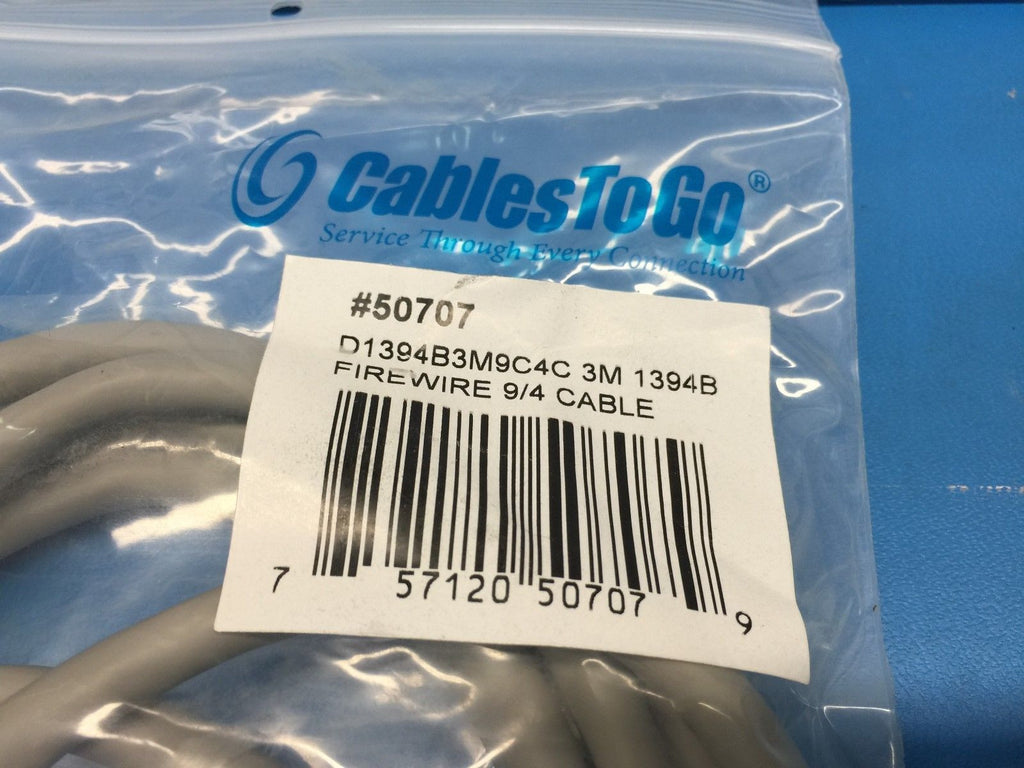 CablesToGo®
Service Through Every Connection
#50707
D1394B3M9C4C 3M 1394B
FIREWIRE 9/4 CABLE
7 57120 50707 9